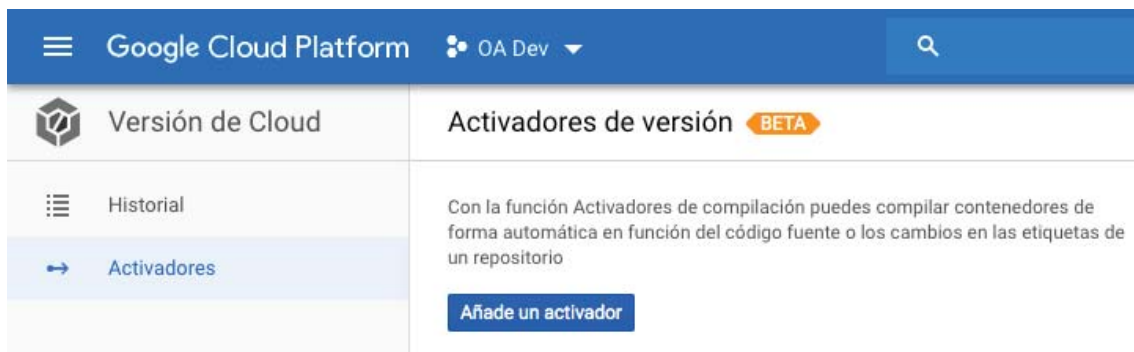 Google Cloud Platform OA Dev
Versión de Cloud
Activadores de versión BETA
Historial
Activadores
Con la función Activadores de compilación puedes compilar contenedores de
forma automática en función del código fuente o los cambios en las etiquetas de
un repositorio
Añade un activador